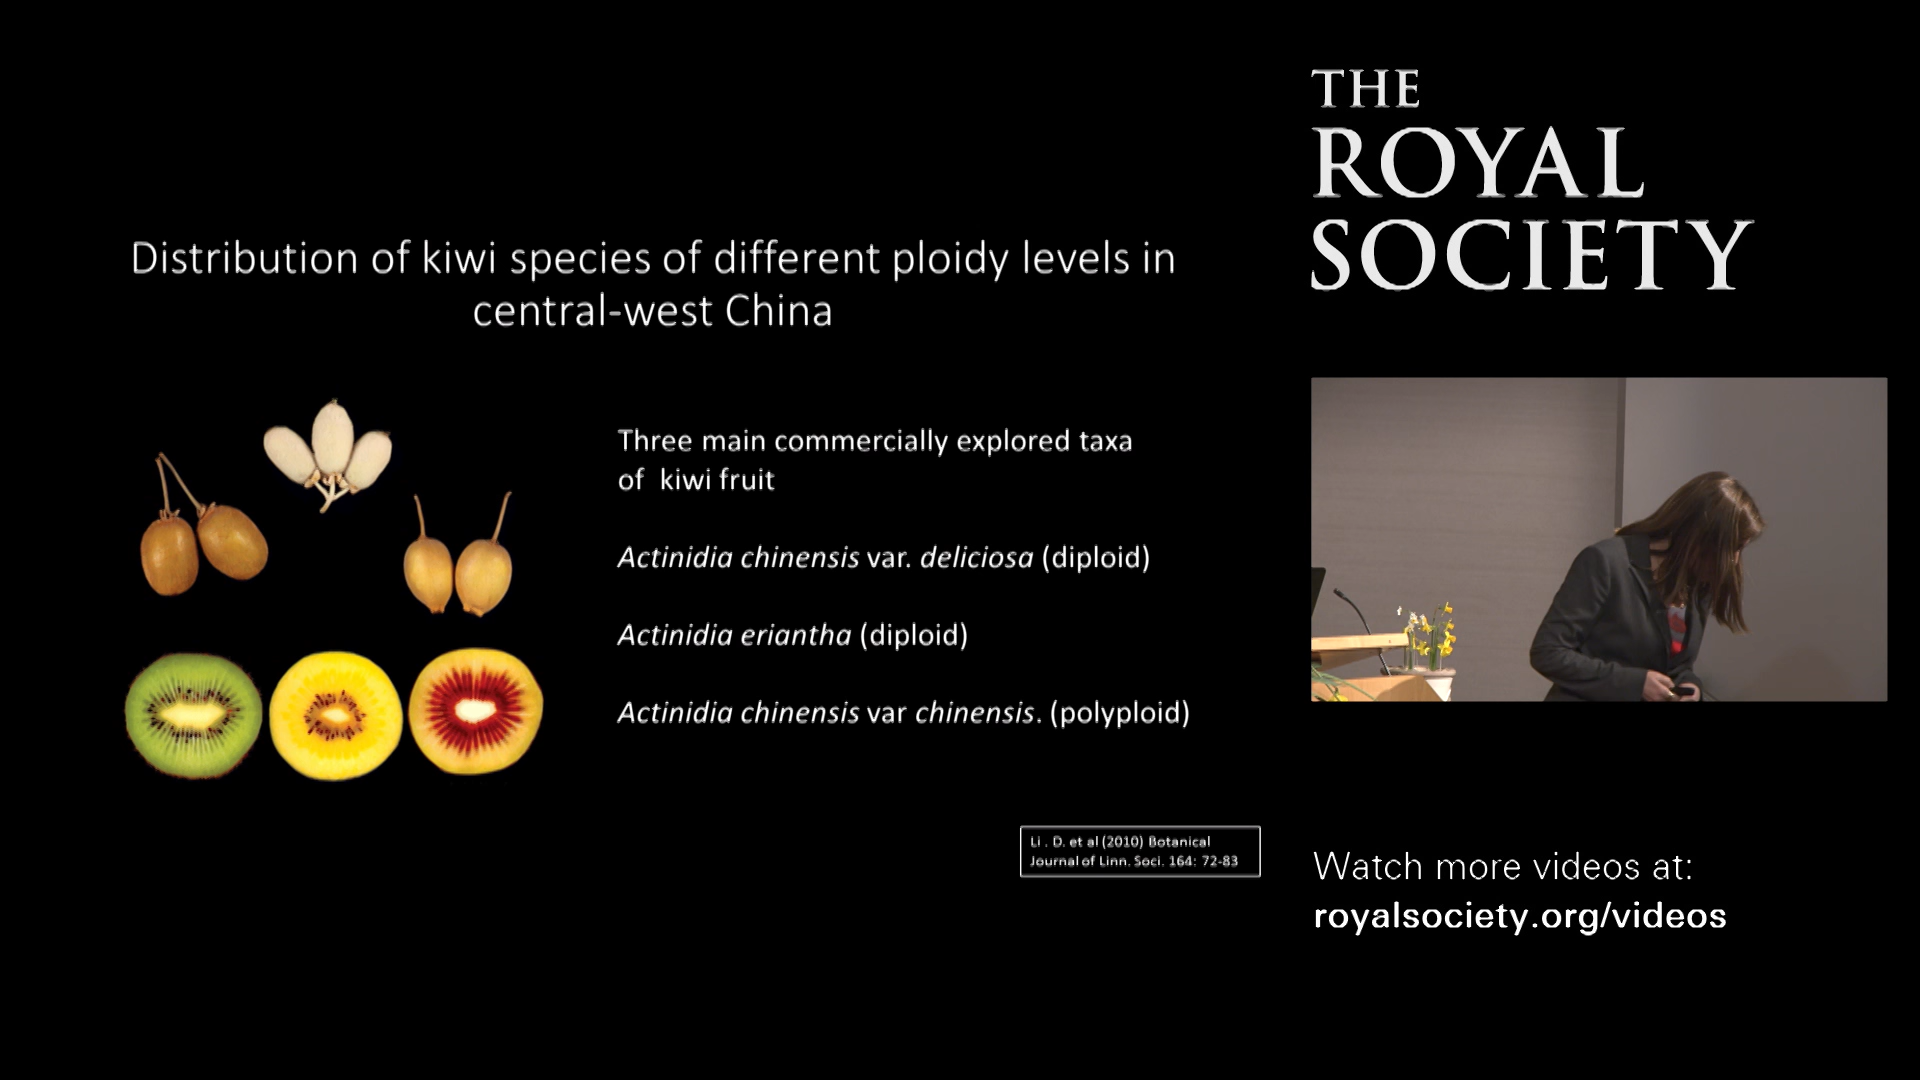 THE
ROYAL
SOCIETY
Distribution of kiwi species of different ploidy levels in
central-west China
Three main commercially explored taxa
of kiwi fruit
Actinidia chinensis var. deliciosa (diploid)
Actinidia eriantha (diploid)
Actinidia chinensis var chinensis. (polyploid)
Li . D. et al (2010) Botanical
Journal of Linn. Soci. 164: 72-83
Watch more videos at:
royalsociety.org/videos